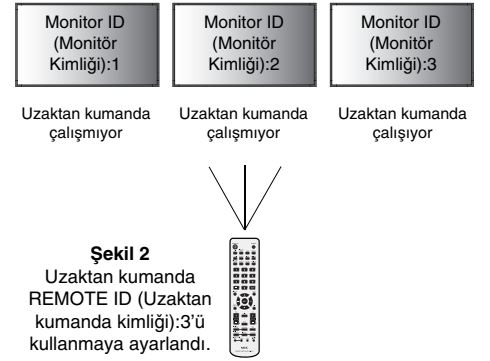 Monitor ID
(Monitör
Kimliği):1
Monitor ID
(Monitör
Kimliği):2
Monitor ID
(Monitör
Kimliği):3
Uzaktan kumanda
çalışmıyor
Uzaktan kumanda
çalışmıyor
Uzaktan kumanda
çalışıyor
Şekil 2
Uzaktan kumanda
REMOTE ID (Uzaktan
kumanda kimliği):3’ü
kullanmaya ayarlandı.